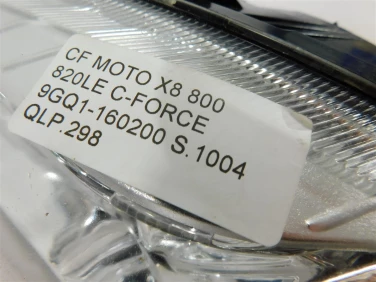 CF MOTO X8 800
820LE C-FORCE
9GQ1-160200 S.1004
QLP.298